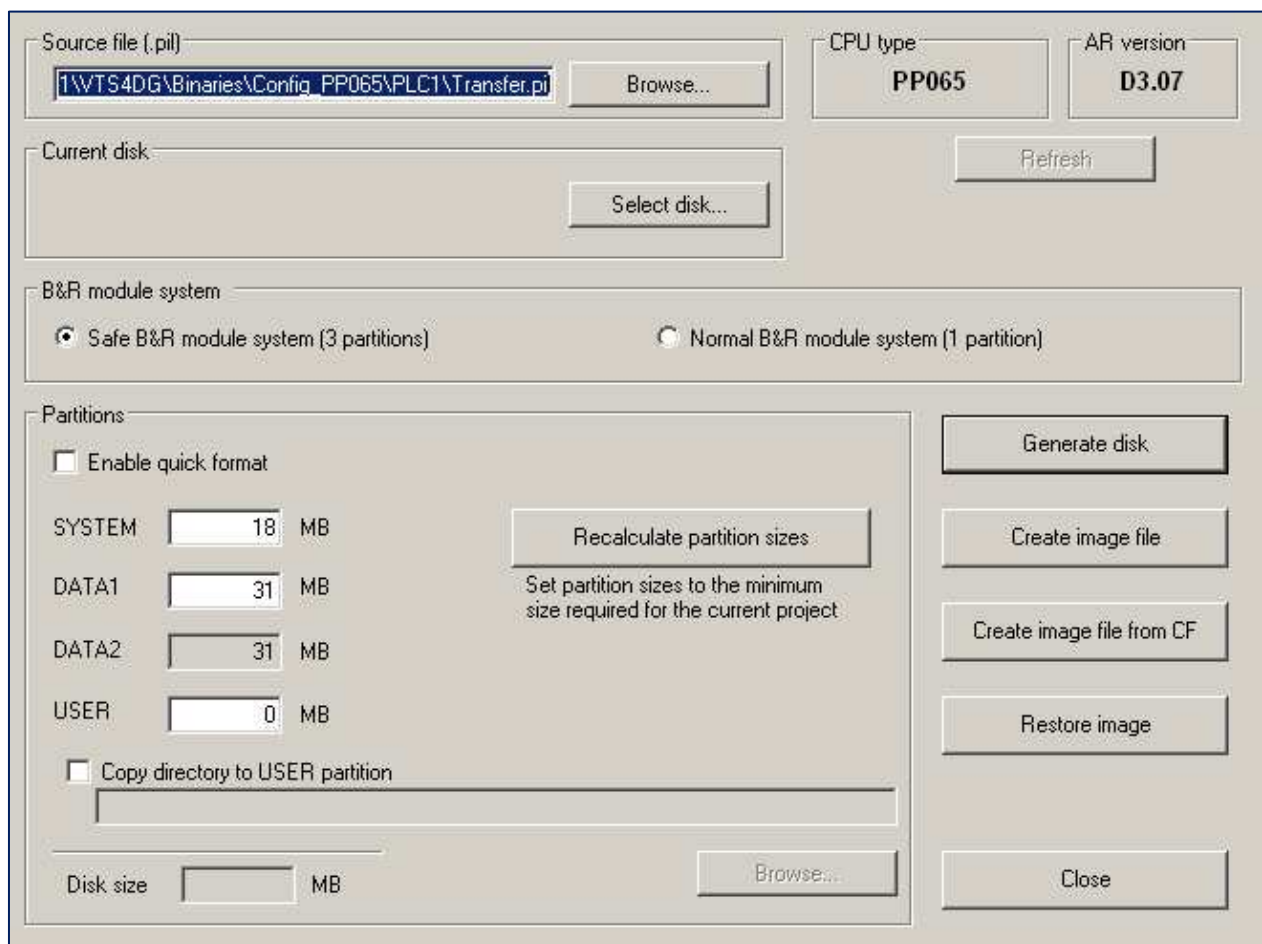 Source file (.pil)
1\VTS4DG\Binaries\Config_PP065\PLC1\Transfer.pi
Browse...
CPU type
PP065
AR version
D3.07
Current disk
Select disk...
Refresh
B&R module system
Safe B&R module system (3 partitions)
Normal B&R module system (1 partition)
Partitions
Enable quick format
SYSTEM 18 MB
DATA1 31 MB
DATA2 31 MB
USER 0 MB
Recalculate partition sizes
Set partition sizes to the minimum
size required for the current project
Copy directory to USER partition
Disk size MB
Browse...
Generate disk
Create image file
Create image file from CF
Restore image
Close